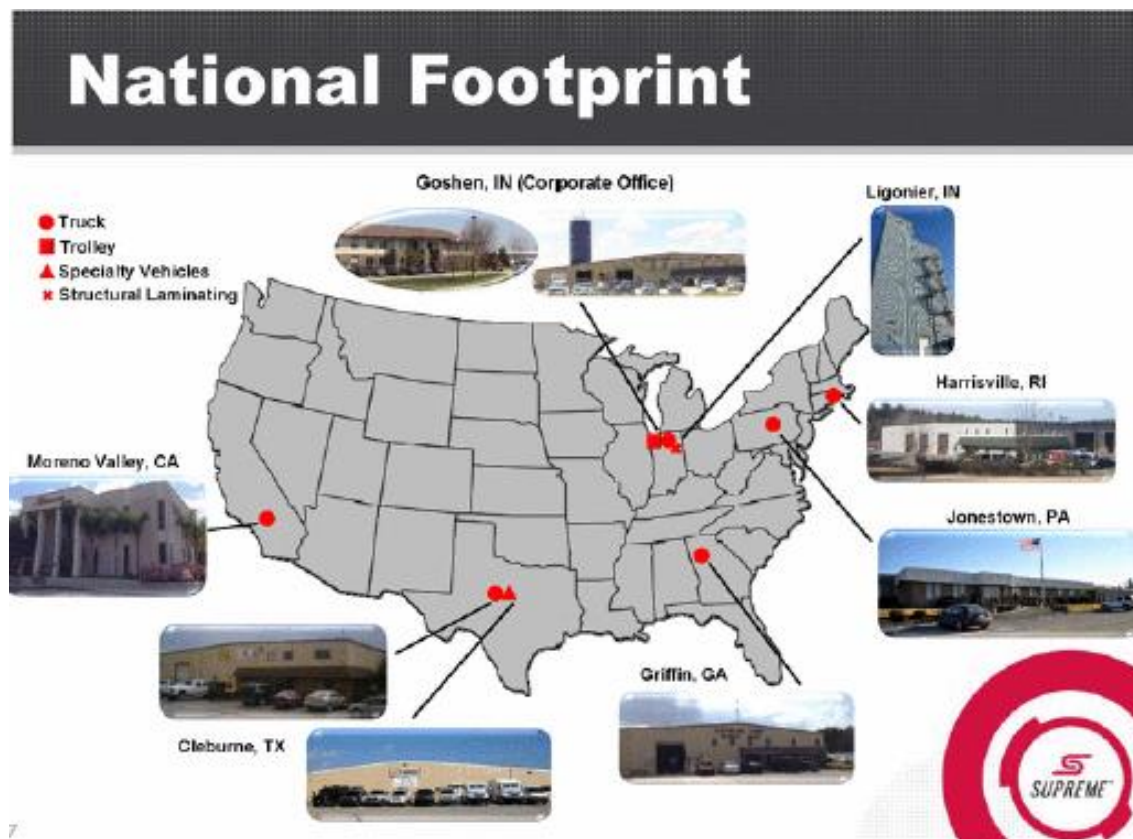 National Footprint
Goshen, IN (Corporate Office)
Ligonier, IN
Truck
Trolley
Specialty Vehicles
Structural Laminating
Harrisville, RI
Moreno Valley, CA
Jonestown, PA
Griffin, GA
Cleburne, TX
SUPREME
7